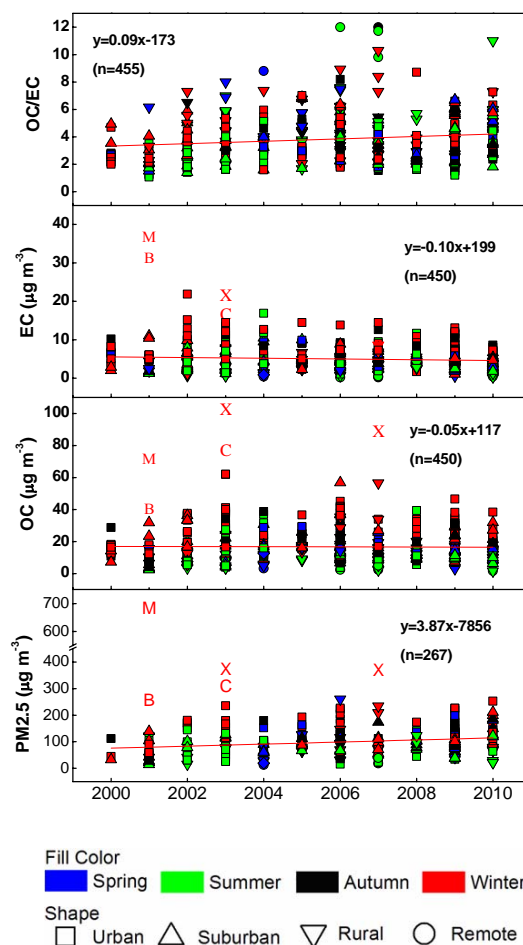 12
10
8
6
4
2
0
OC/EC
y=0.09x-173
(n=455)
40
30
20
10
0
EC (μg m-3)
M
B
X
C
y=-0.10x+199
(n=450)
100
80
60
40
20
0
OC (μg m-3)
M
B
X
C
X
y=-0.05x+117
(n=450)
700
600
400
300
200
100
0
PM2.5 (μg m-3)
M
B
X
C
X
y=3.87x-7856
(n=267)
2000 2002 2004 2006 2008 2010
Fill Color
Spring Summer Autumn Winter
Shape
Urban Suburban Rural Remote